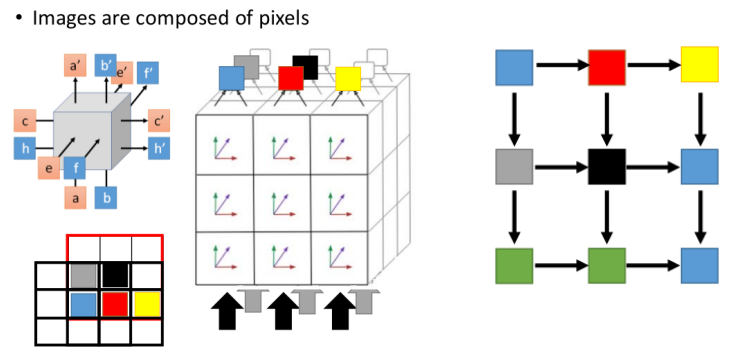 • Images are composed of pixels
a′ b′ e′ f′
c c′
h h′
e f
a b